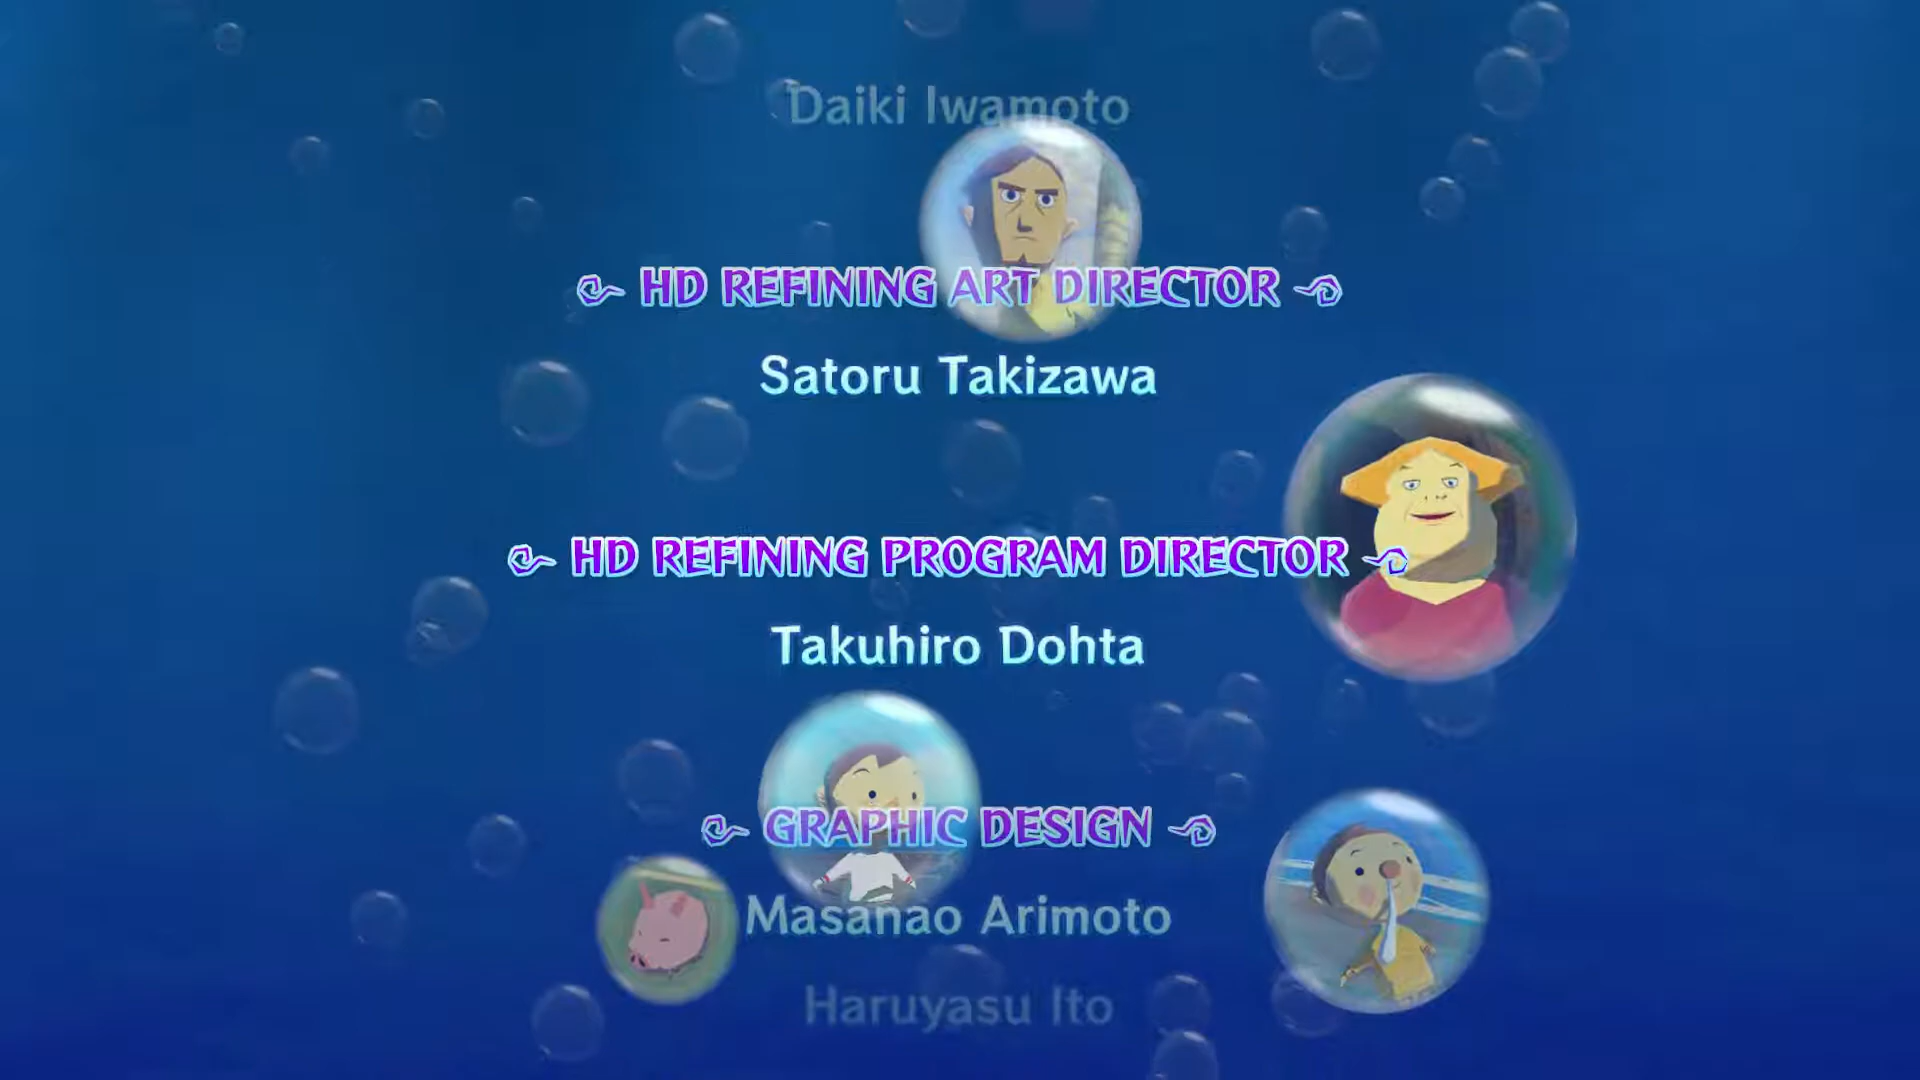 Daiki Iwamoto
HD REFINING ART DIRECTOR
Satoru Takizawa
HD REFINING PROGRAM DIRECTOR
Takuhiro Dohta
GRAPHIC DESIGN
Masanao Arimoto
Haruyasu Ito